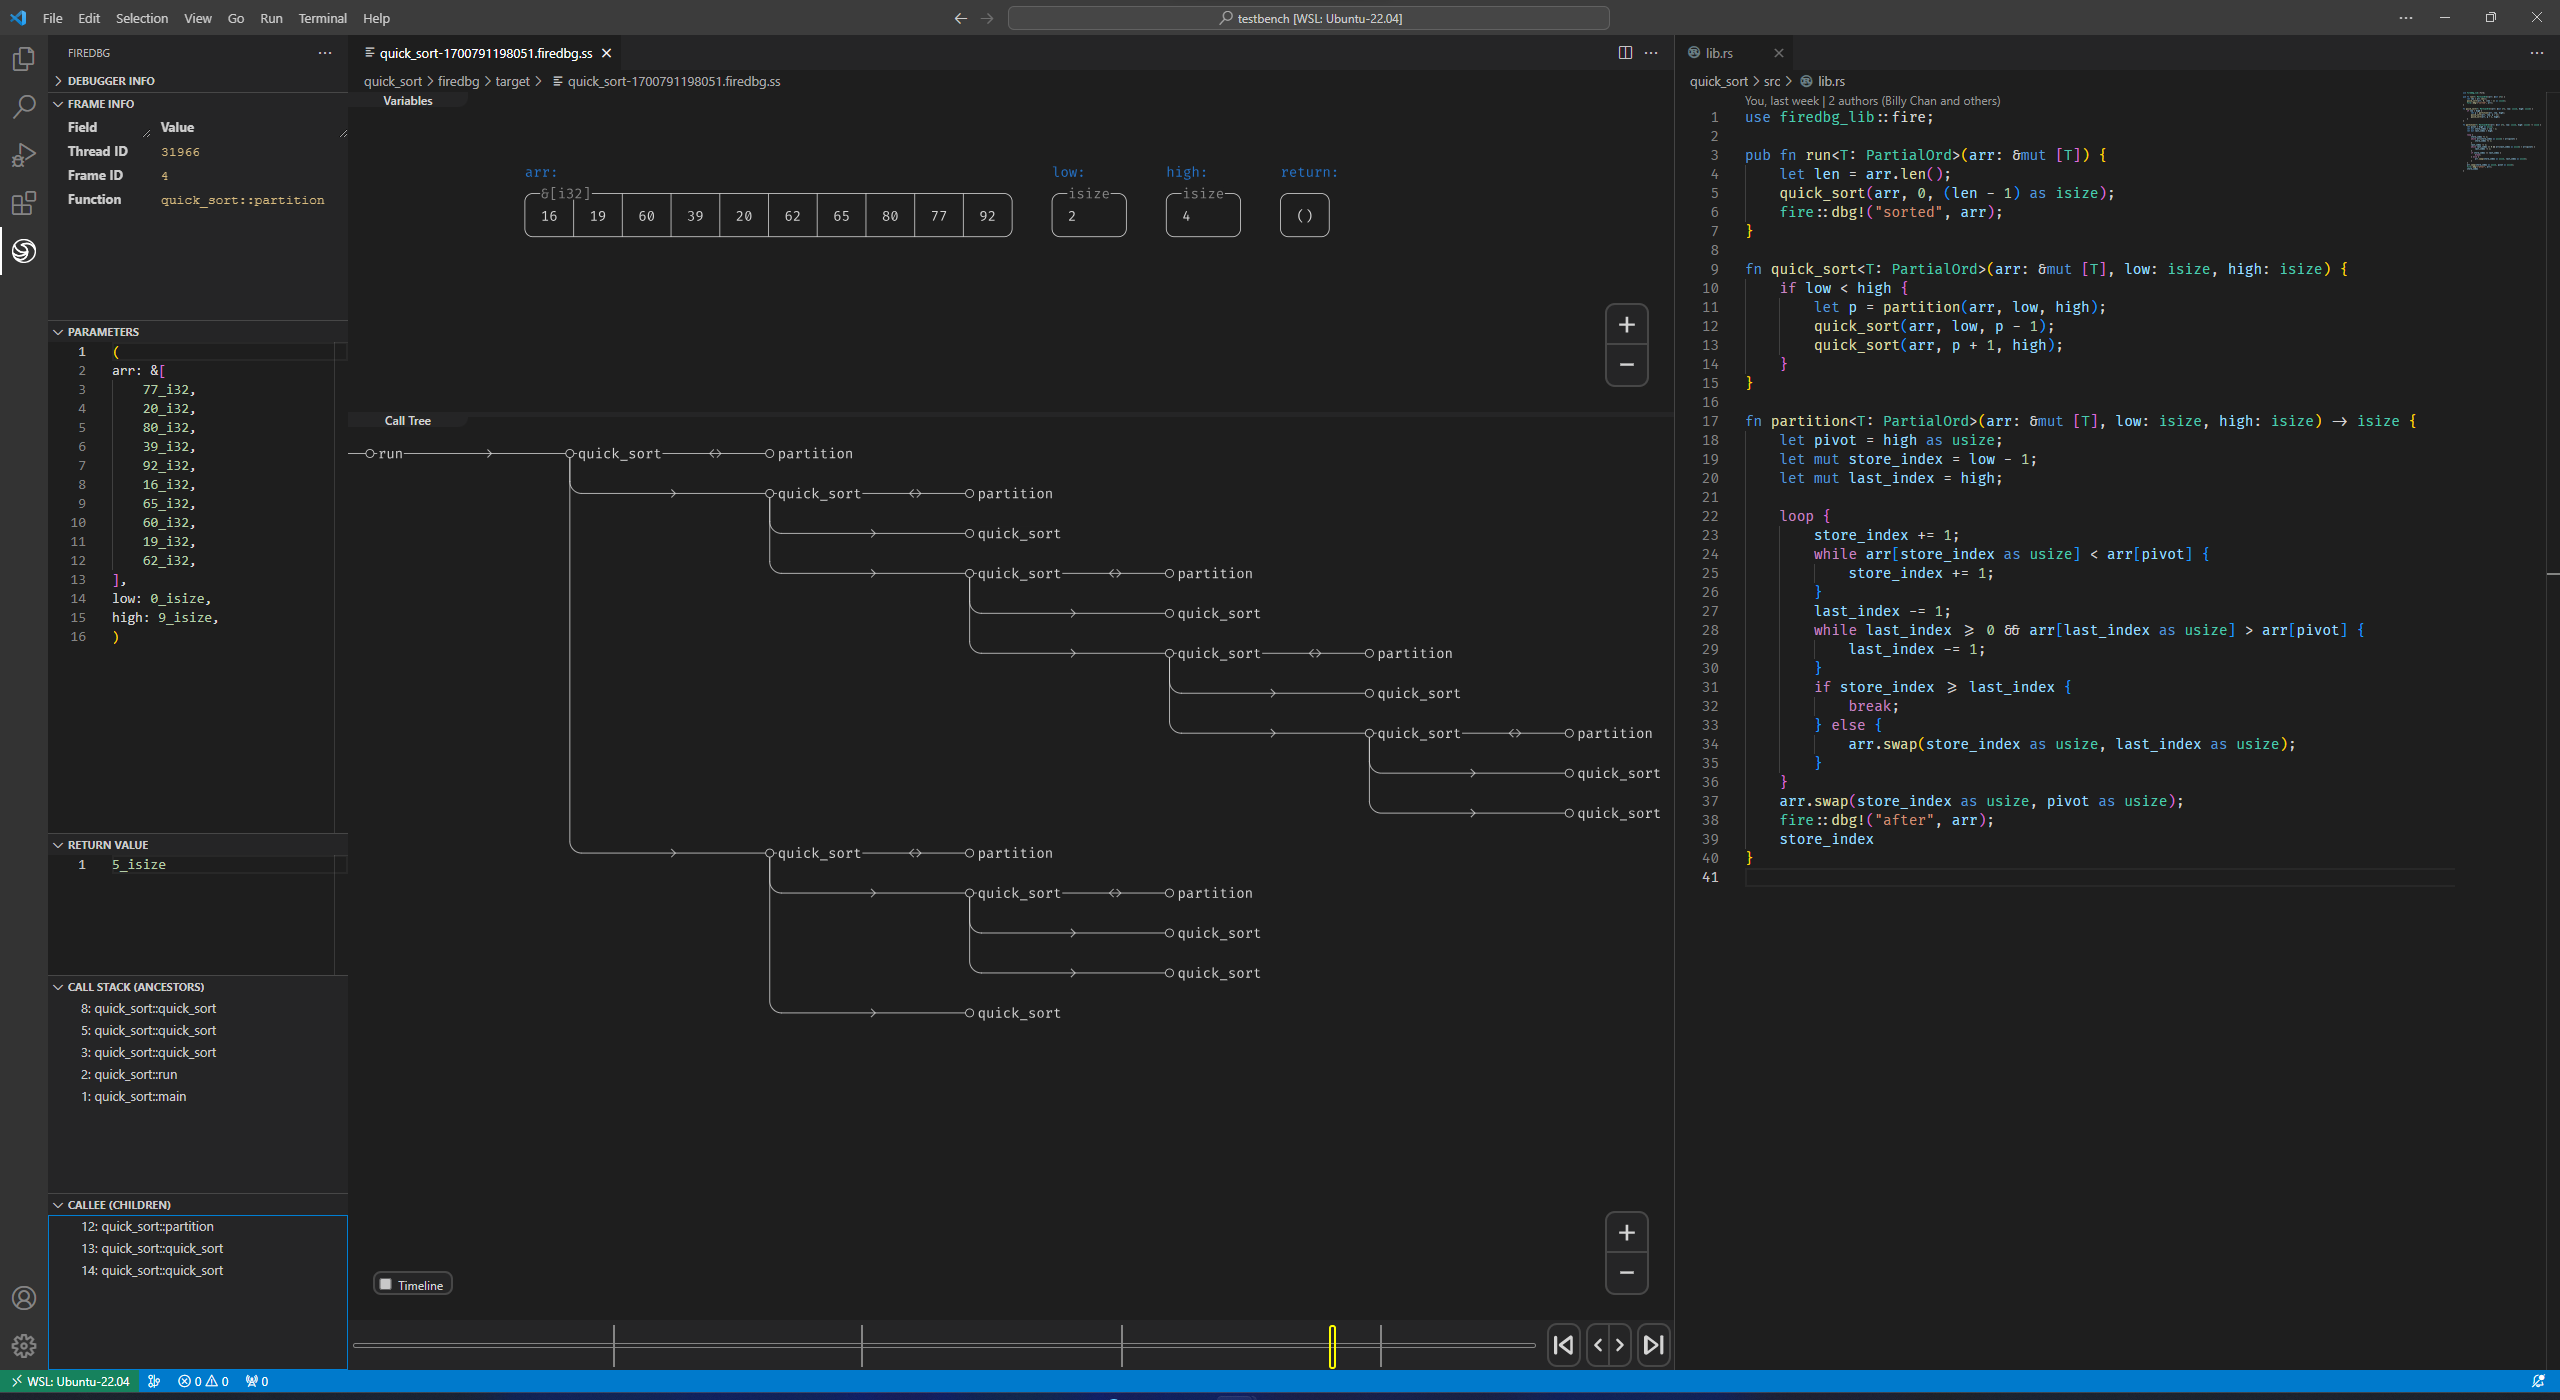 File Edit Selection View Go Run Terminal Help
testbench [WSL: Ubuntu-22.04]
FIREDBG
DEBUGGER INFO
FRAME INFO
Field Value
Thread ID 31966
Frame ID 4
Function quick_sort::partition
PARAMETERS
1 (
2 arr: &[
3 77_i32,
4 20_i32,
5 80_i32,
6 39_i32,
7 92_i32,
8 16_i32,
9 65_i32,
10 60_i32,
11 19_i32,
12 62_i32,
13 ],
14 low: 0_isize,
15 high: 9_isize,
16 )
RETURN VALUE
1 5_isize
CALL STACK (ANCESTORS)
8: quick_sort::quick_sort
5: quick_sort::quick_sort
3: quick_sort::quick_sort
2: quick_sort::run
1: quick_sort::main
CALLEE (CHILDREN)
12: quick_sort::partition
13: quick_sort::quick_sort
14: quick_sort::quick_sort
quick_sort-1700791198051.firedbg.ss
quick_sort > firedbg > target > quick_sort-1700791198051.firedbg.ss
Variables
arr: low: high: return:
&[i32] isize isize
16 19 60 39 20 62 65 80 77 92 2 4 ()
Call Tree
run quick_sort partition
quick_sort partition
quick_sort
quick_sort partition
quick_sort
quick_sort partition
quick_sort
quick_sort partition
quick_sort
quick_sort
quick_sort partition
quick_sort partition
quick_sort
quick_sort
quick_sort
Timeline
lib.rs
quick_sort > src > lib.rs
You, last week | 2 authors (Billy Chan and others)
1 use firedbg_lib::fire;
2
3 pub fn run<T: PartialOrd>(arr: &mut [T]) {
4 let len = arr.len();
5 quick_sort(arr, 0, (len - 1) as isize);
6 fire::dbg!("sorted", arr);
7 }
8
9 fn quick_sort<T: PartialOrd>(arr: &mut [T], low: isize, high: isize) {
10 if low < high {
11 let p = partition(arr, low, high);
12 quick_sort(arr, low, p - 1);
13 quick_sort(arr, p + 1, high);
14 }
15 }
16
17 fn partition<T: PartialOrd>(arr: &mut [T], low: isize, high: isize) → isize {
18 let pivot = high as usize;
19 let mut store_index = low - 1;
20 let mut last_index = high;
21
22 loop {
23 store_index += 1;
24 while arr[store_index as usize] < arr[pivot] {
25 store_index += 1;
26 }
27 last_index -= 1;
28 while last_index ⩾ 0 && arr[last_index as usize] > arr[pivot] {
29 last_index -= 1;
30 }
31 if store_index ⩾ last_index {
32 break;
33 } else {
34 arr.swap(store_index as usize, last_index as usize);
35 }
36 }
37 arr.swap(store_index as usize, pivot as usize);
38 fire::dbg!("after", arr);
39 store_index
40 }
41
WSL: Ubuntu-22.04 0 0 0